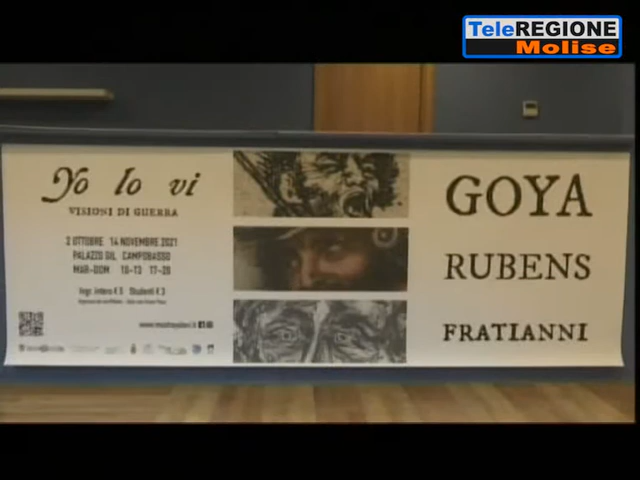 TeleREGIONE
Molise
Yo lo vi
VISIONI DI GUERRA
2 OTTOBRE 14 NOVEMBRE 2021
PALAZZO GIL CAMPOBASSO
MAR-DOM 10-13 17-20
Ingr. intero € 5 Studenti € 3
GOYA
RUBENS
FRATIANNI